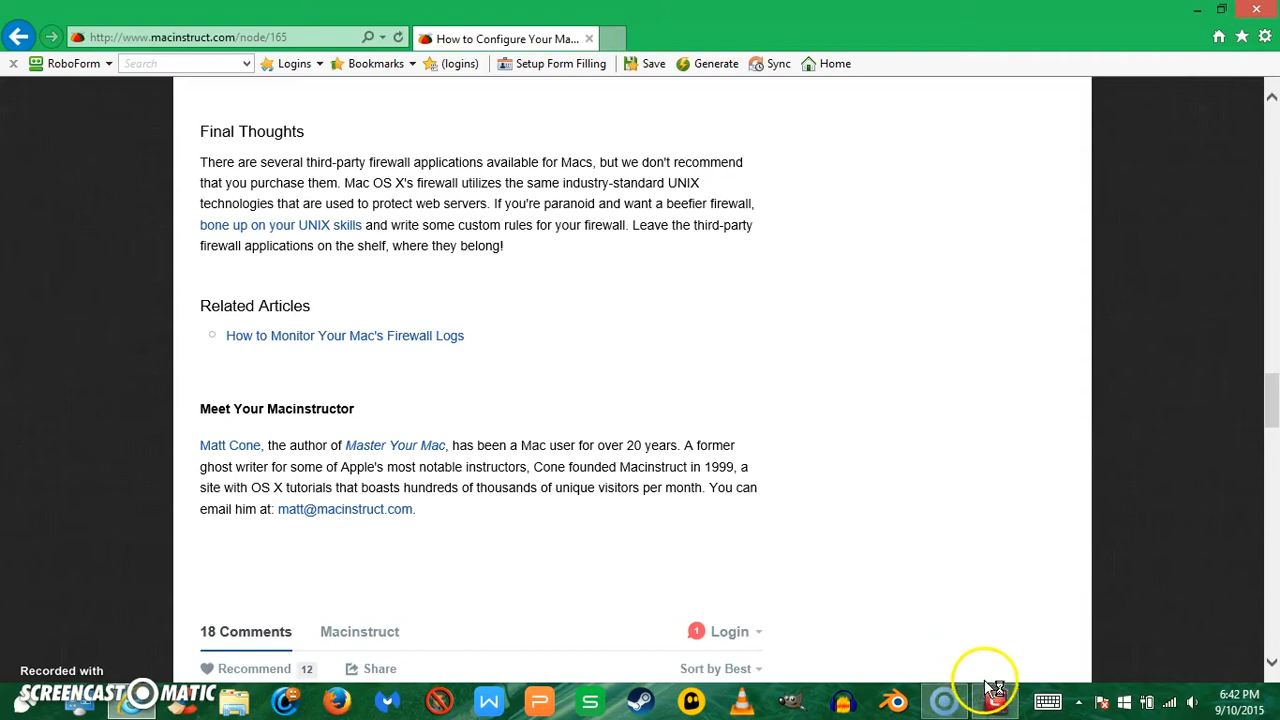 http://www.macinstruct.com/node/165
How to Configure Your Ma...
RoboForm
Search
Logins
Bookmarks
(logins)
Setup Form Filling
Save
Generate
Sync
Home
Final Thoughts
There are several third-party firewall applications available for Macs, but we don't recommend
that you purchase them. Mac OS X's firewall utilizes the same industry-standard UNIX
technologies that are used to protect web servers. If you're paranoid and want a beefier firewall,
bone up on your UNIX skills and write some custom rules for your firewall. Leave the third-party
firewall applications on the shelf, where they belong!
Related Articles
How to Monitor Your Mac's Firewall Logs
Meet Your Macinstructor
Matt Cone, the author of Master Your Mac, has been a Mac user for over 20 years. A former
ghost writer for some of Apple's most notable instructors, Cone founded Macinstruct in 1999, a
site with OS X tutorials that boasts hundreds of thousands of unique visitors per month. You can
email him at: matt@macinstruct.com.
18 Comments
Macinstruct
1
Login
Recommend
12
Share
Sort by Best
Recorded with
SCREENCAST MATIC
W
P
S
6:42 PM
9/10/2015